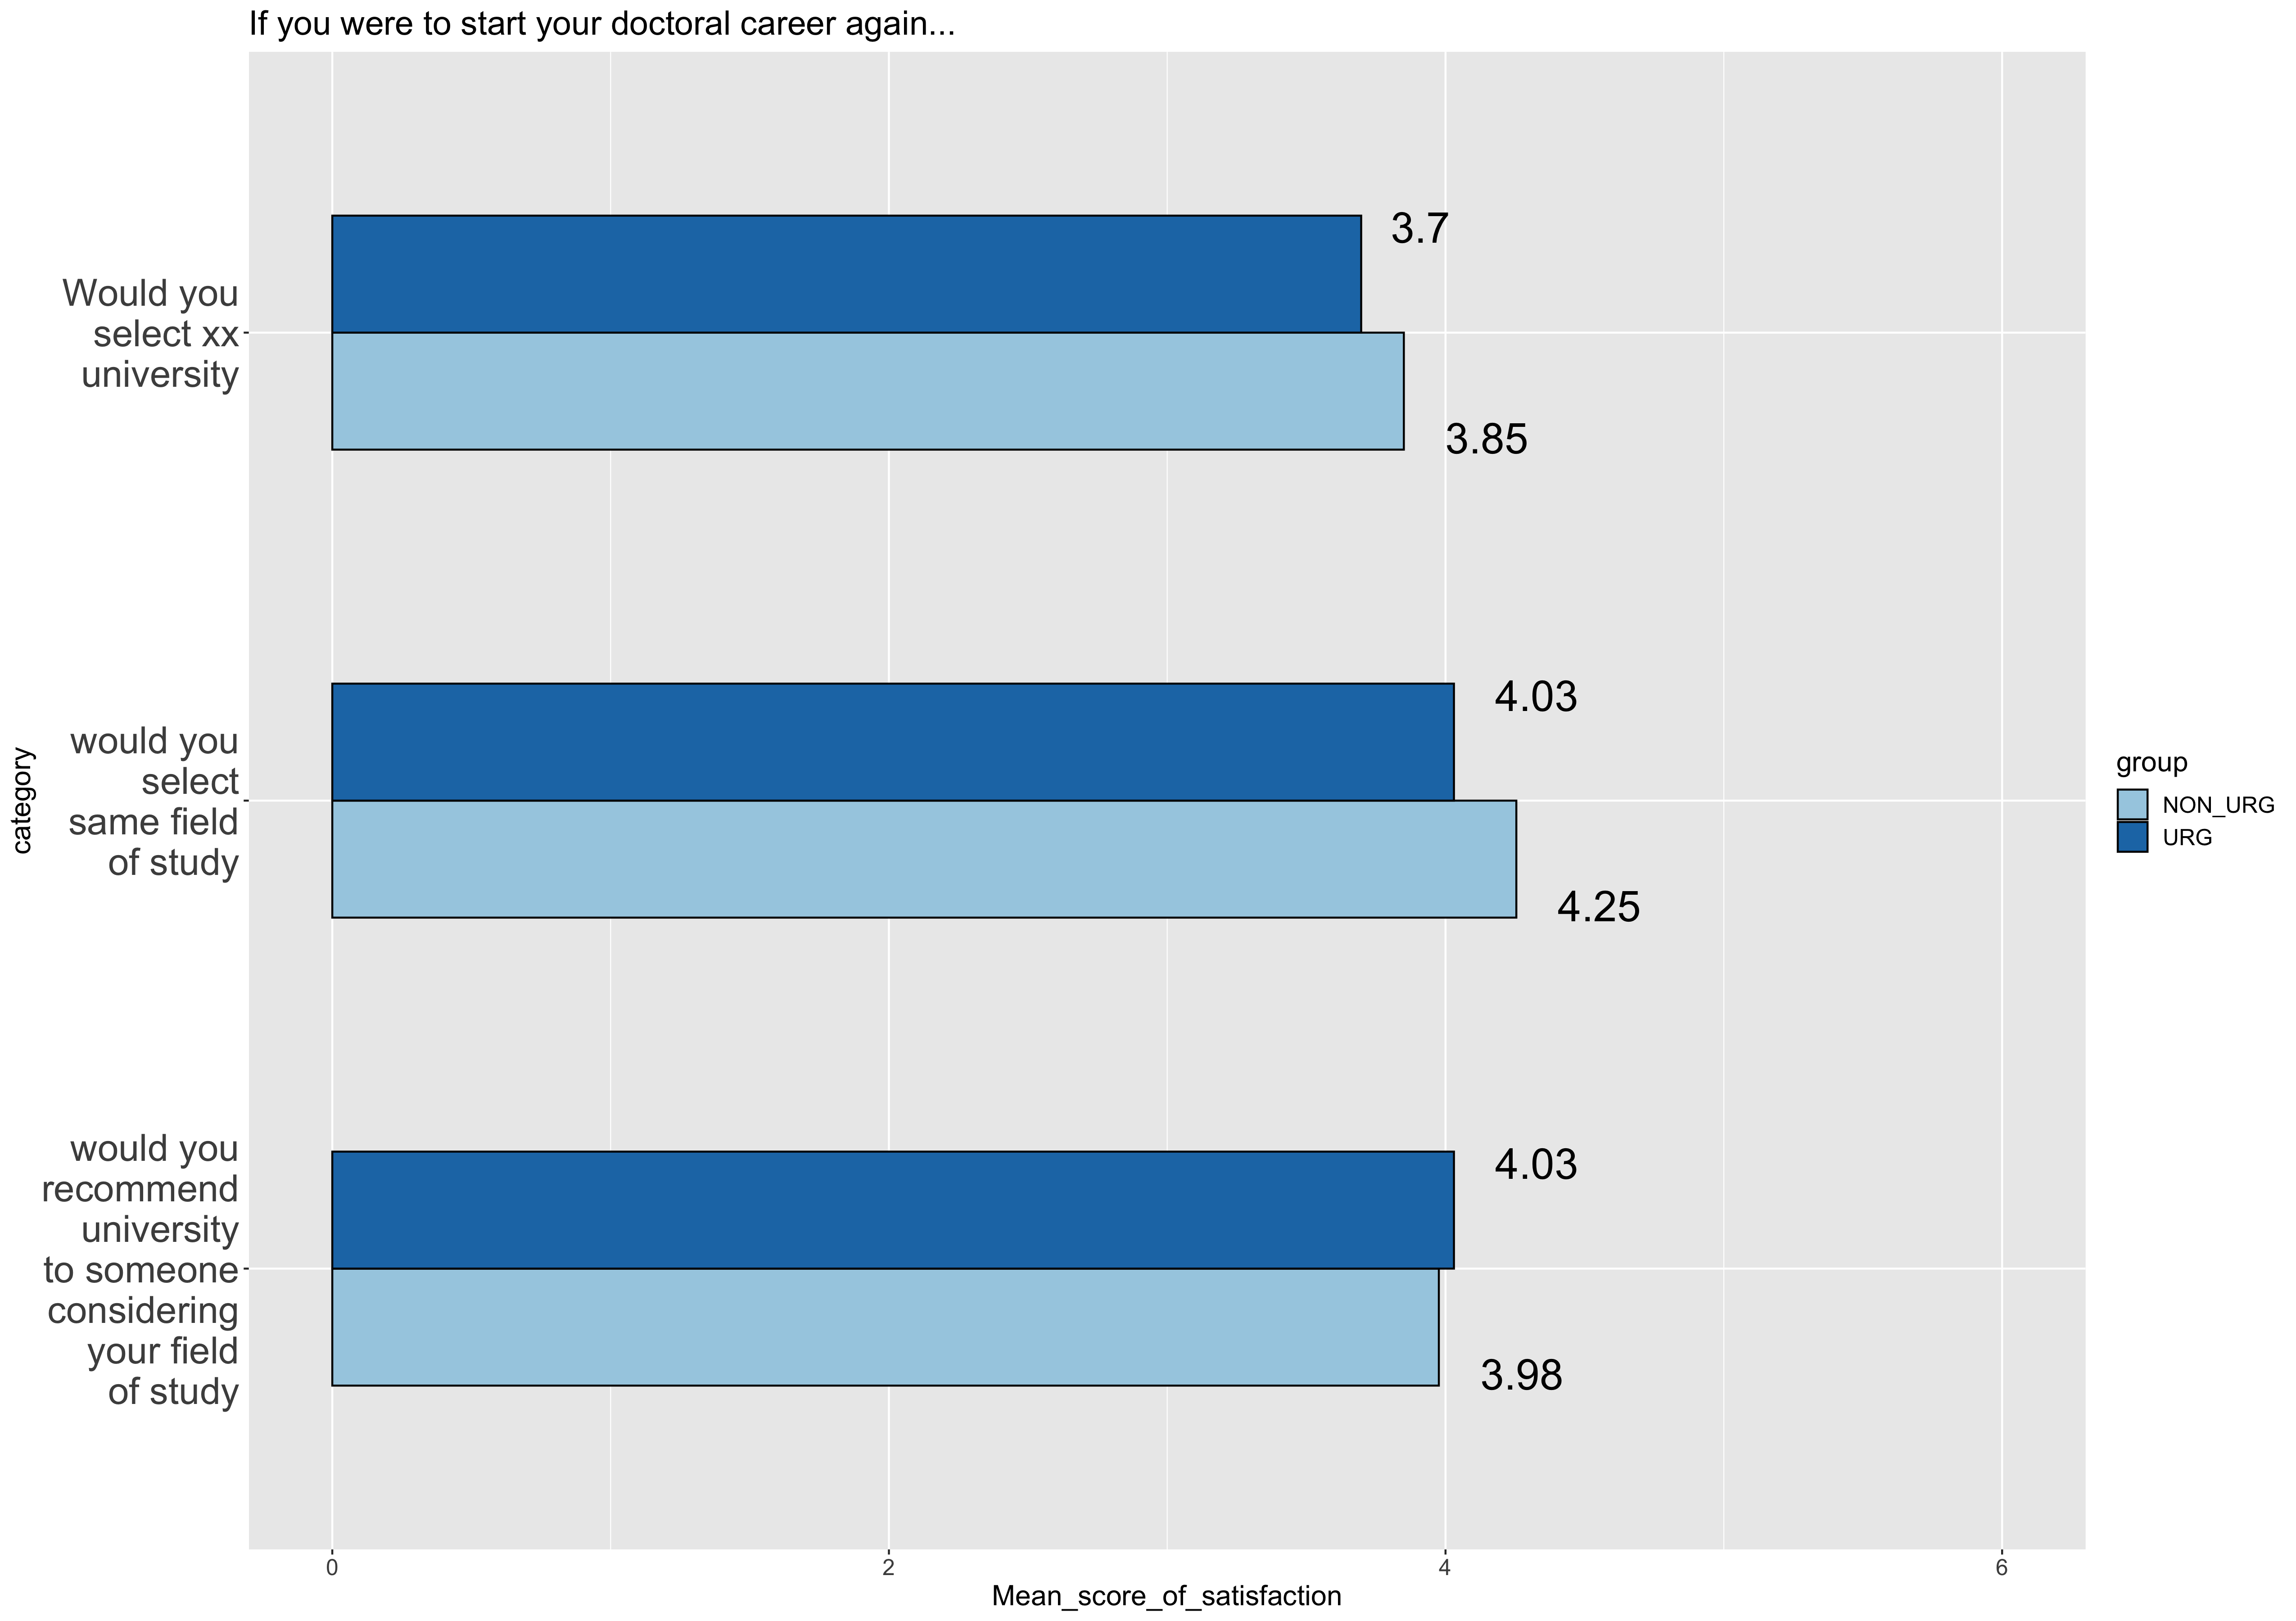 If you were to start your doctoral career again...
3.7
Would you
select xx
university
3.85
4.03
would you
select
same field
of study
4.25
category
group
NON_URG
URG
4.03
would you
recommend
university
to someone
considering
your field
of study
3.98
0 2 4 6
Mean_score_of_satisfaction